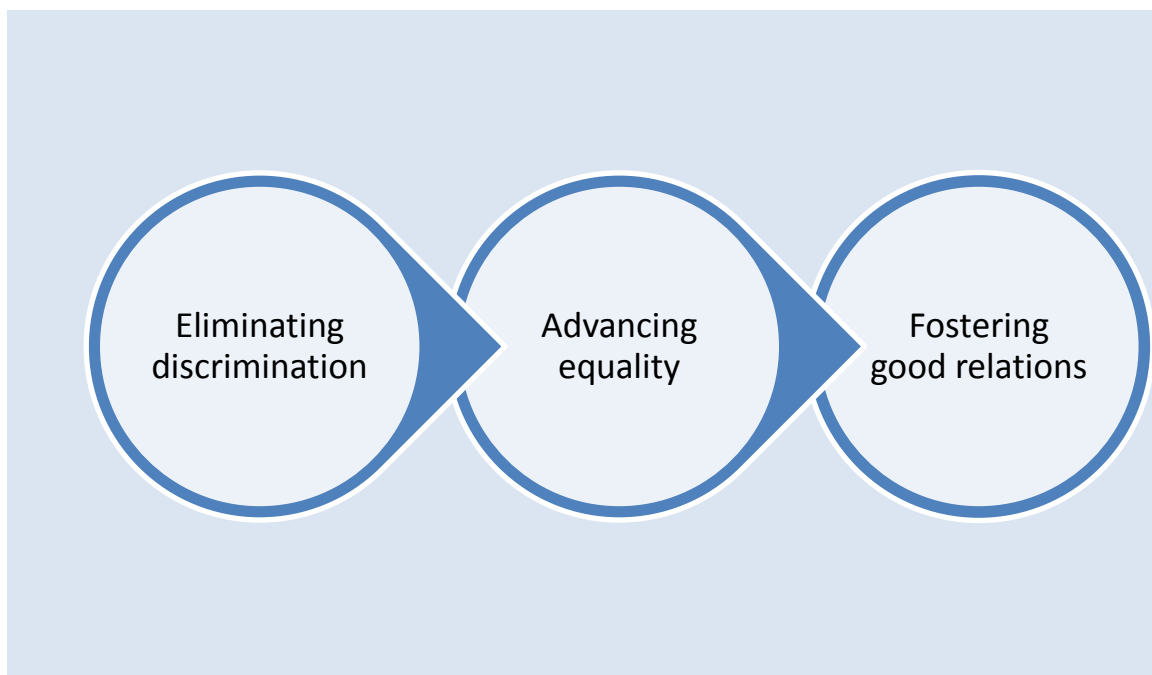 Eliminating
discrimination
Advancing
equality
Fostering
good relations